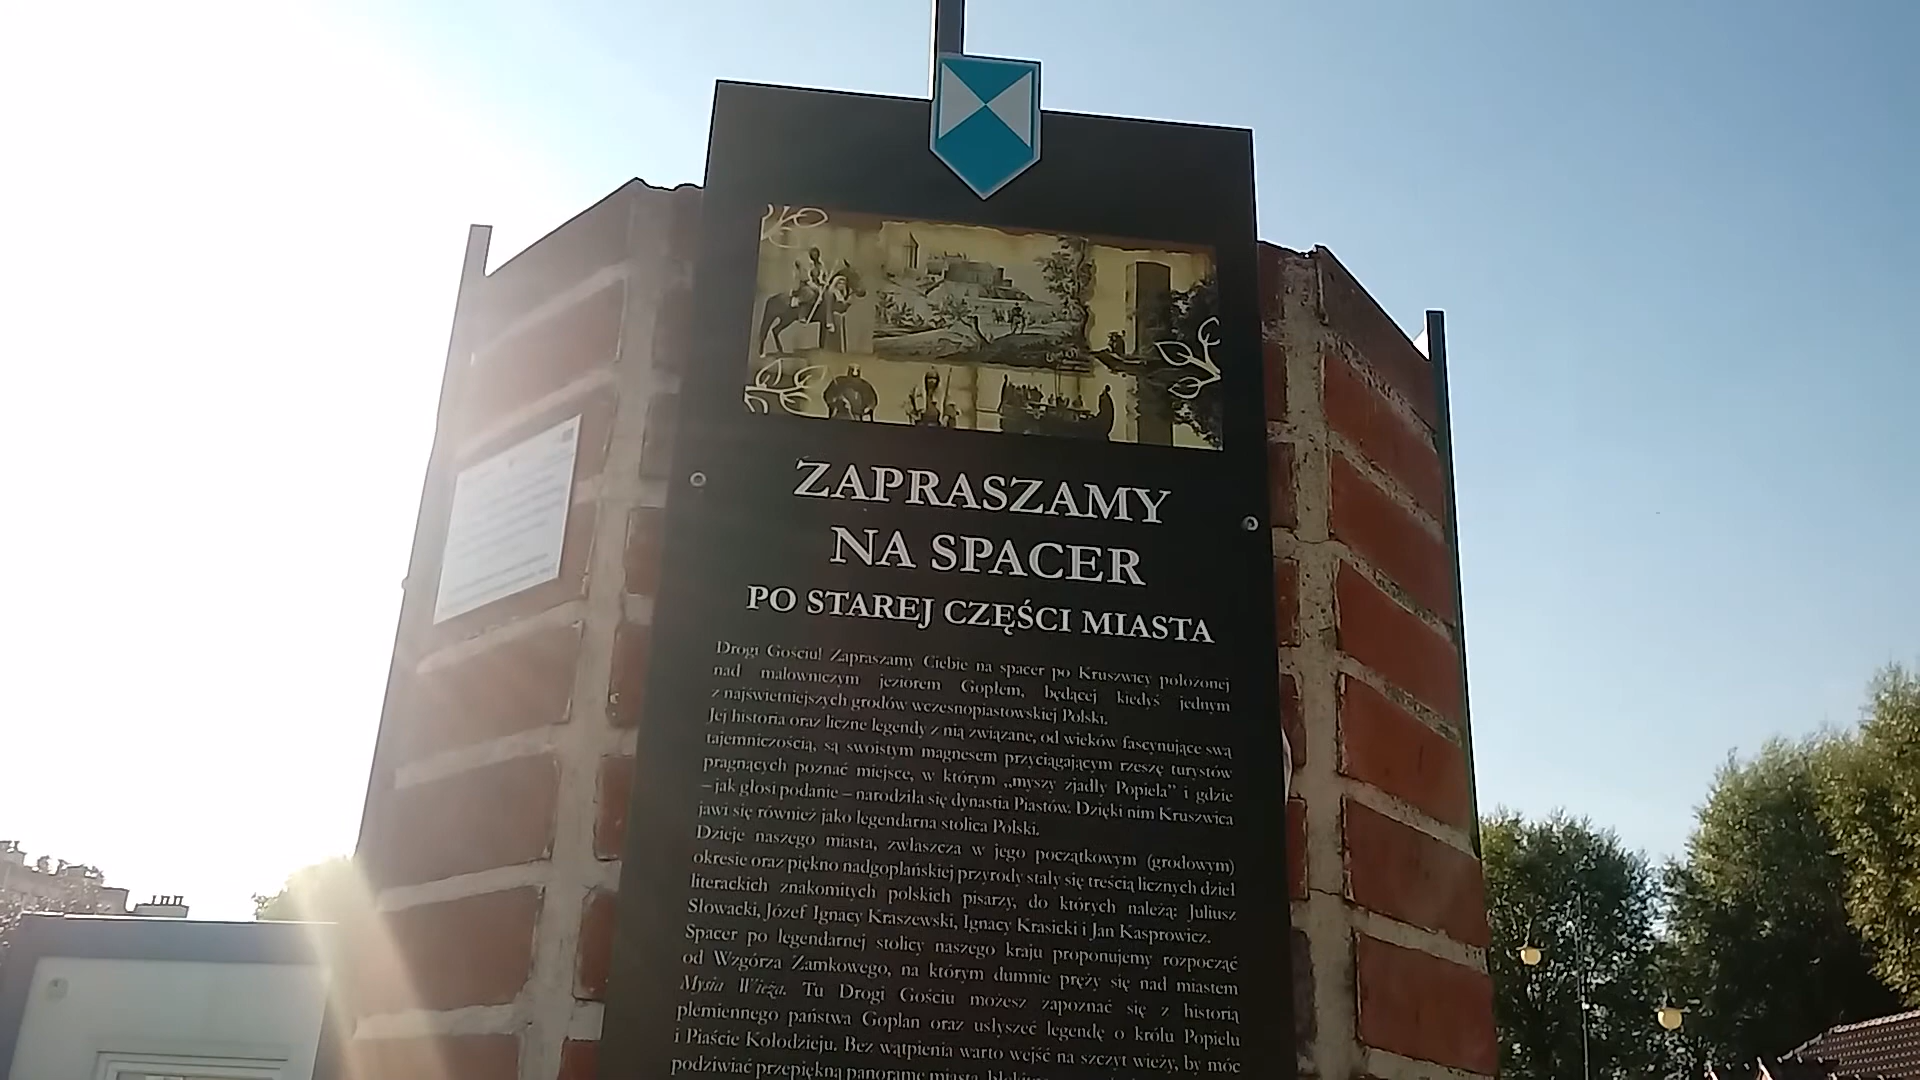 ZAPRASZAMY
NA SPACER
PO STAREJ CZĘŚCI MIASTA
Drogi Gościu! Zapraszamy Ciebie na spacer po Kruszwicy położonej
nad malowniczym jeziorem Gopłem, będącej kiedyś jednym
z najświetniejszych grodów wczesnopiastowskiej Polski.
Jej historia oraz liczne legendy z nią związane, od wieków fascynujące swą
tajemniczością, są swoistym magnesem przyciągającym rzeszę turystów
pragnących poznać miejsce, w którym „myszy zjadły Popiela” i gdzie
– jak głosi podanie – narodziła się dynastia Piastów. Dzięki nim Kruszwica
jawi się również jako legendarna stolica Polski.
Dzieje naszego miasta, zwłaszcza w jego początkowym (grodowym)
okresie oraz piękno nadgoplańskiej przyrody stały się treścią licznych dzieł
literackich znakomitych polskich pisarzy, do których należą: Juliusz
Słowacki, Józef Ignacy Kraszewski, Ignacy Krasicki i Jan Kasprowicz.
Spacer po legendarnej stolicy naszego kraju proponujemy rozpocząć
od Wzgórza Zamkowego, na którym dumnie pręży się nad miastem
Mysia Wieża. Tu Drogi Gościu możesz zapoznać się z historią
plemiennego państwa Goplan oraz usłyszeć legendę o królu Popielu
i Piaście Kołodzieju. Bez wątpienia warto wejść na szczyt wieży, by móc
podziwiać przepiękną panoramę miasta,